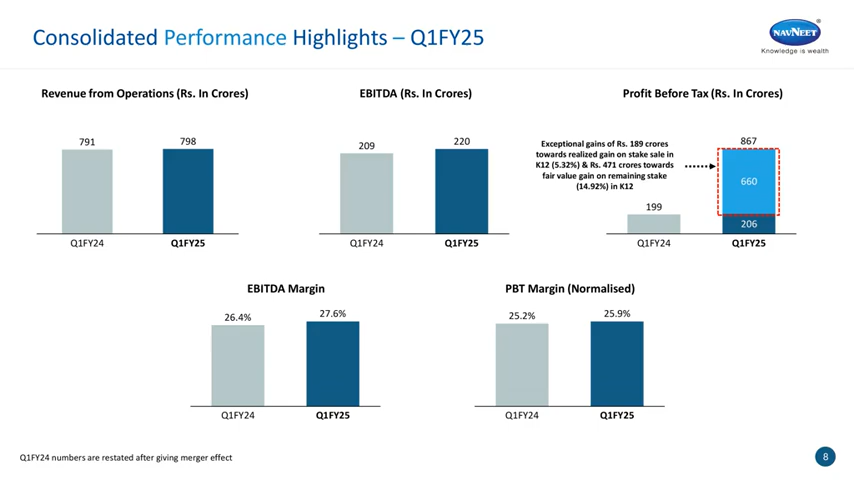 Consolidated Performance Highlights – Q1FY25
NAVNEET
®
Knowledge is wealth
Revenue from Operations (Rs. In Crores)
791
798
Q1FY24
Q1FY25
EBITDA (Rs. In Crores)
209
220
Q1FY24
Q1FY25
Profit Before Tax (Rs. In Crores)
Exceptional gains of Rs. 189 crores
towards realized gain on stake sale in
K12 (5.32%) & Rs. 471 crores towards
fair value gain on remaining stake
(14.92%) in K12
867
660
199
206
Q1FY24
Q1FY25
EBITDA Margin
26.4%
27.6%
Q1FY24
Q1FY25
PBT Margin (Normalised)
25.2%
25.9%
Q1FY24
Q1FY25
Q1FY24 numbers are restated after giving merger effect
8